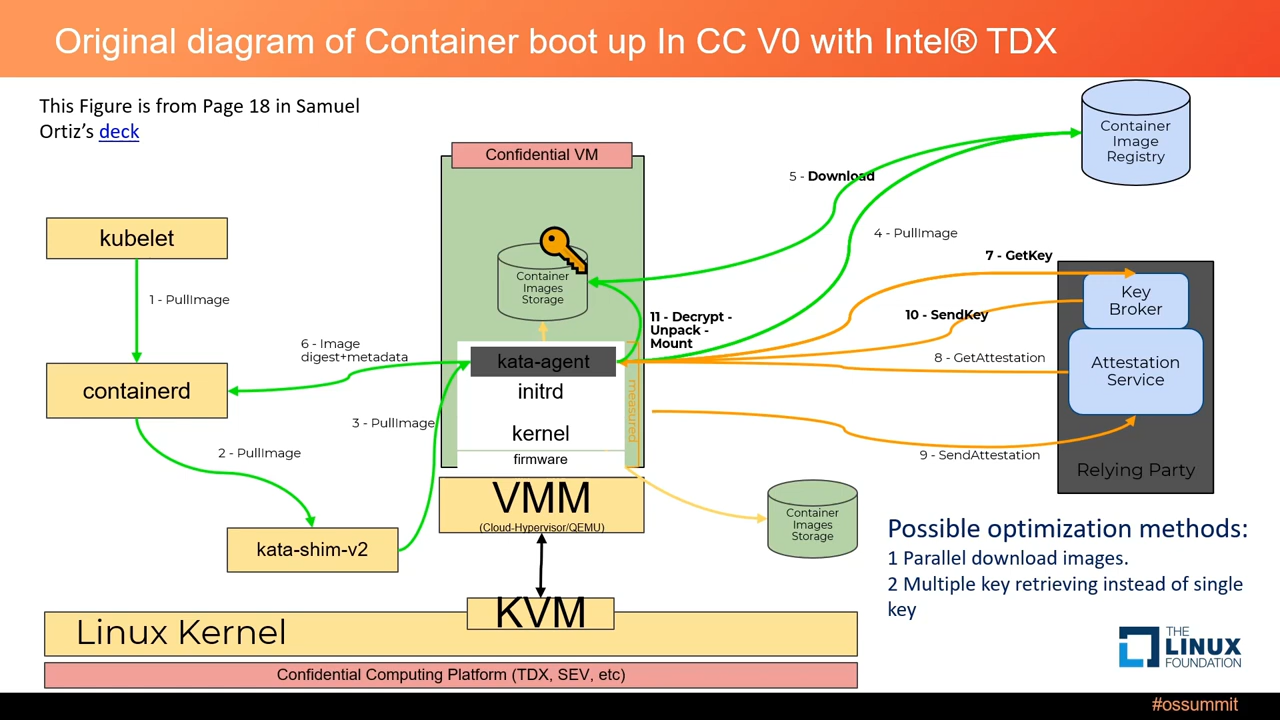 Original diagram of Container boot up In CC V0 with Intel® TDX
This Figure is from Page 18 in Samuel
Ortiz's deck
Confidential VM
Container
Image
Registry
5 - Download
4 - PullImage
kubelet
1 - PullImage
Container
Images
Storage
7 - GetKey
Key
Broker
10 - SendKey
11 - Decrypt -
Unpack -
Mount
6 - Image
digest+metadata
kata-agent
8 - GetAttestation
Attestation
Service
containerd
initrd
measured
3 - PullImage
kernel
2 - PullImage
firmware
9 - SendAttestation
Relying Party
VMM
(Cloud-Hypervisor/QEMU)
Container
Images
Storage
kata-shim-v2
Possible optimization methods:
1 Parallel download images.
2 Multiple key retrieving instead of single
key
KVM
Linux Kernel
THE
LINUX
FOUNDATION
Confidential Computing Platform (TDX, SEV, etc)
#ossummit